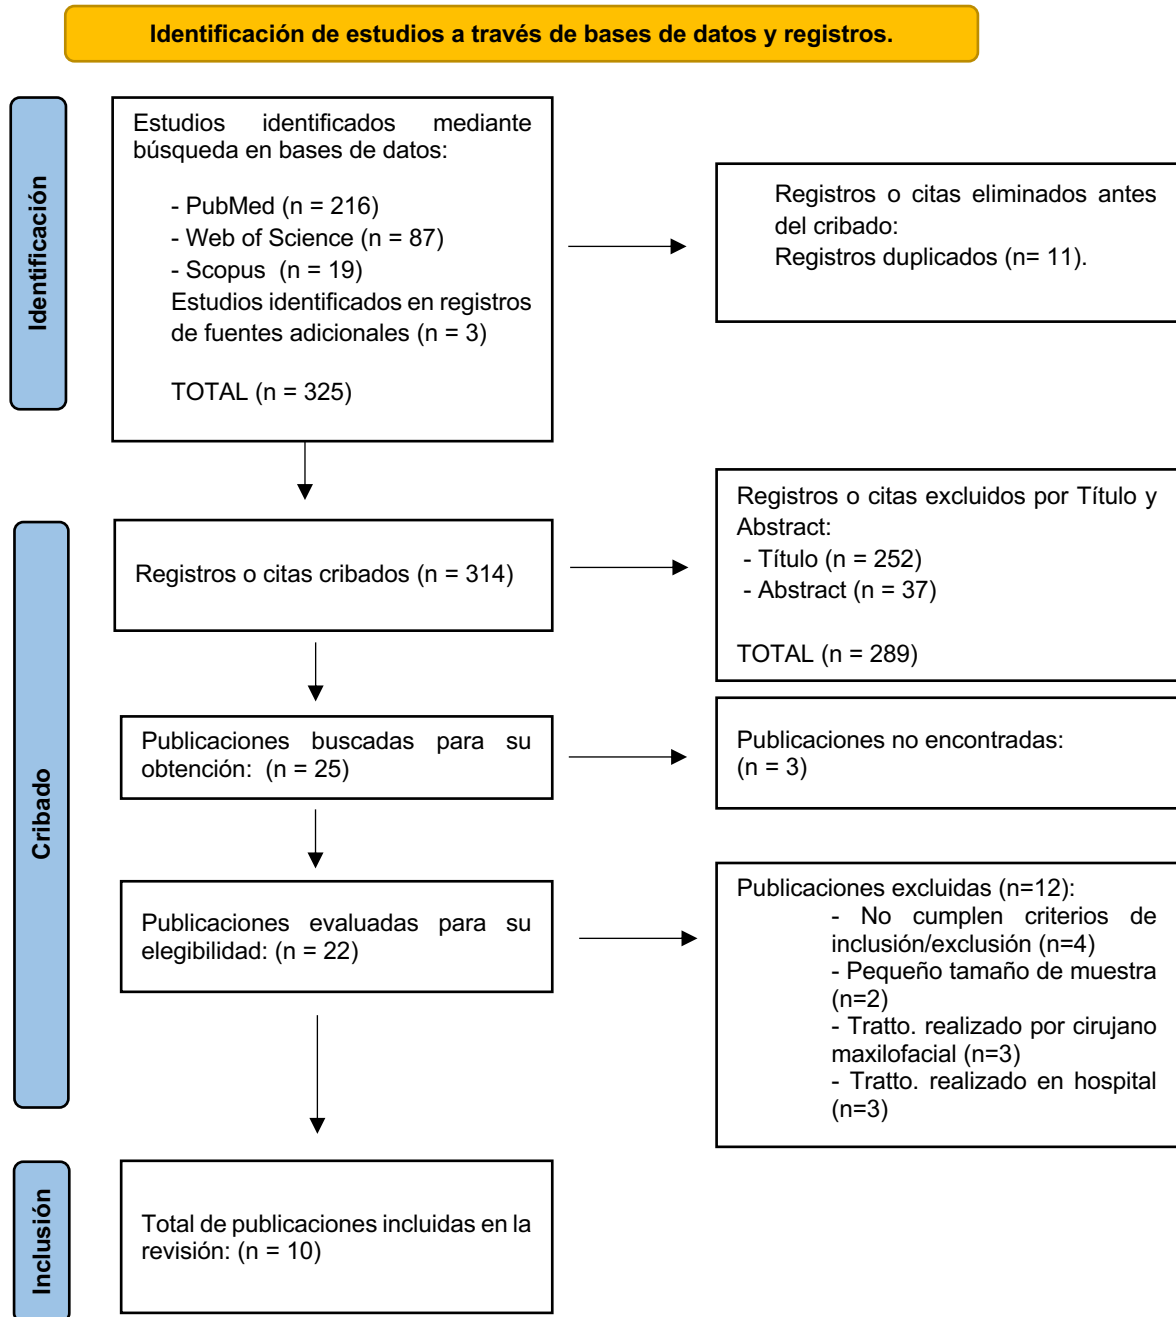 Identificación de estudios a través de bases de datos y registros.
Identificación
Estudios identificados mediante
búsqueda en bases de datos:
- PubMed (n = 216)
- Web of Science (n = 87)
- Scopus (n = 19)
Estudios identificados en registros
de fuentes adicionales (n = 3)
TOTAL (n = 325)
Registros o citas eliminados antes
del cribado:
Registros duplicados (n= 11).
Cribado
Registros o citas cribados (n = 314)
Registros o citas excluidos por Título y
Abstract:
- Título (n = 252)
- Abstract (n = 37)
TOTAL (n = 289)
Publicaciones buscadas para su
obtención: (n = 25)
Publicaciones no encontradas:
(n = 3)
Publicaciones evaluadas para su
elegibilidad: (n = 22)
Publicaciones excluidas (n=12):
- No cumplen criterios de
inclusión/exclusión (n=4)
- Pequeño tamaño de muestra
(n=2)
- Tratto. realizado por cirujano
maxilofacial (n=3)
- Tratto. realizado en hospital
(n=3)
Inclusión
Total de publicaciones incluidas en la
revisión: (n = 10)